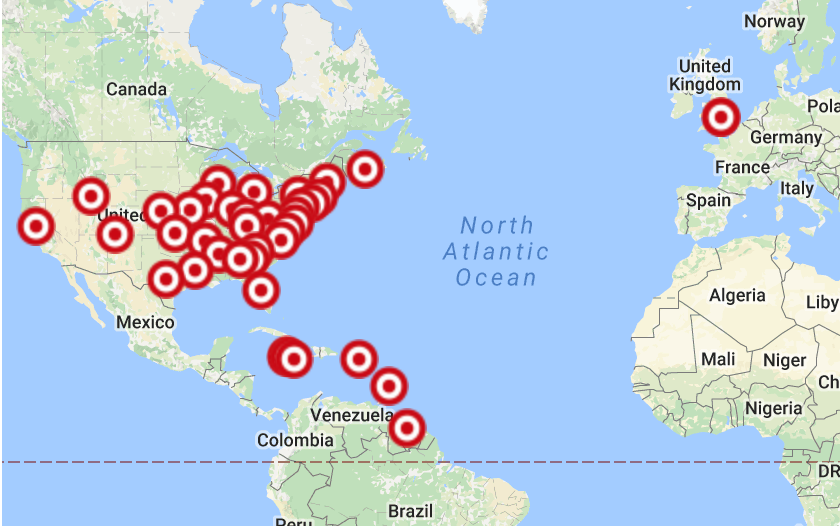 Norway
United
Kingdom
Canada
Pola
Germany
France
Italy
Spain
United
North
Atlantic
Ocean
Algeria
Liby
Mexico
Mali
Niger
Ch
Nigeria
Venezuela
Colombia
DR
Brazil
Peru